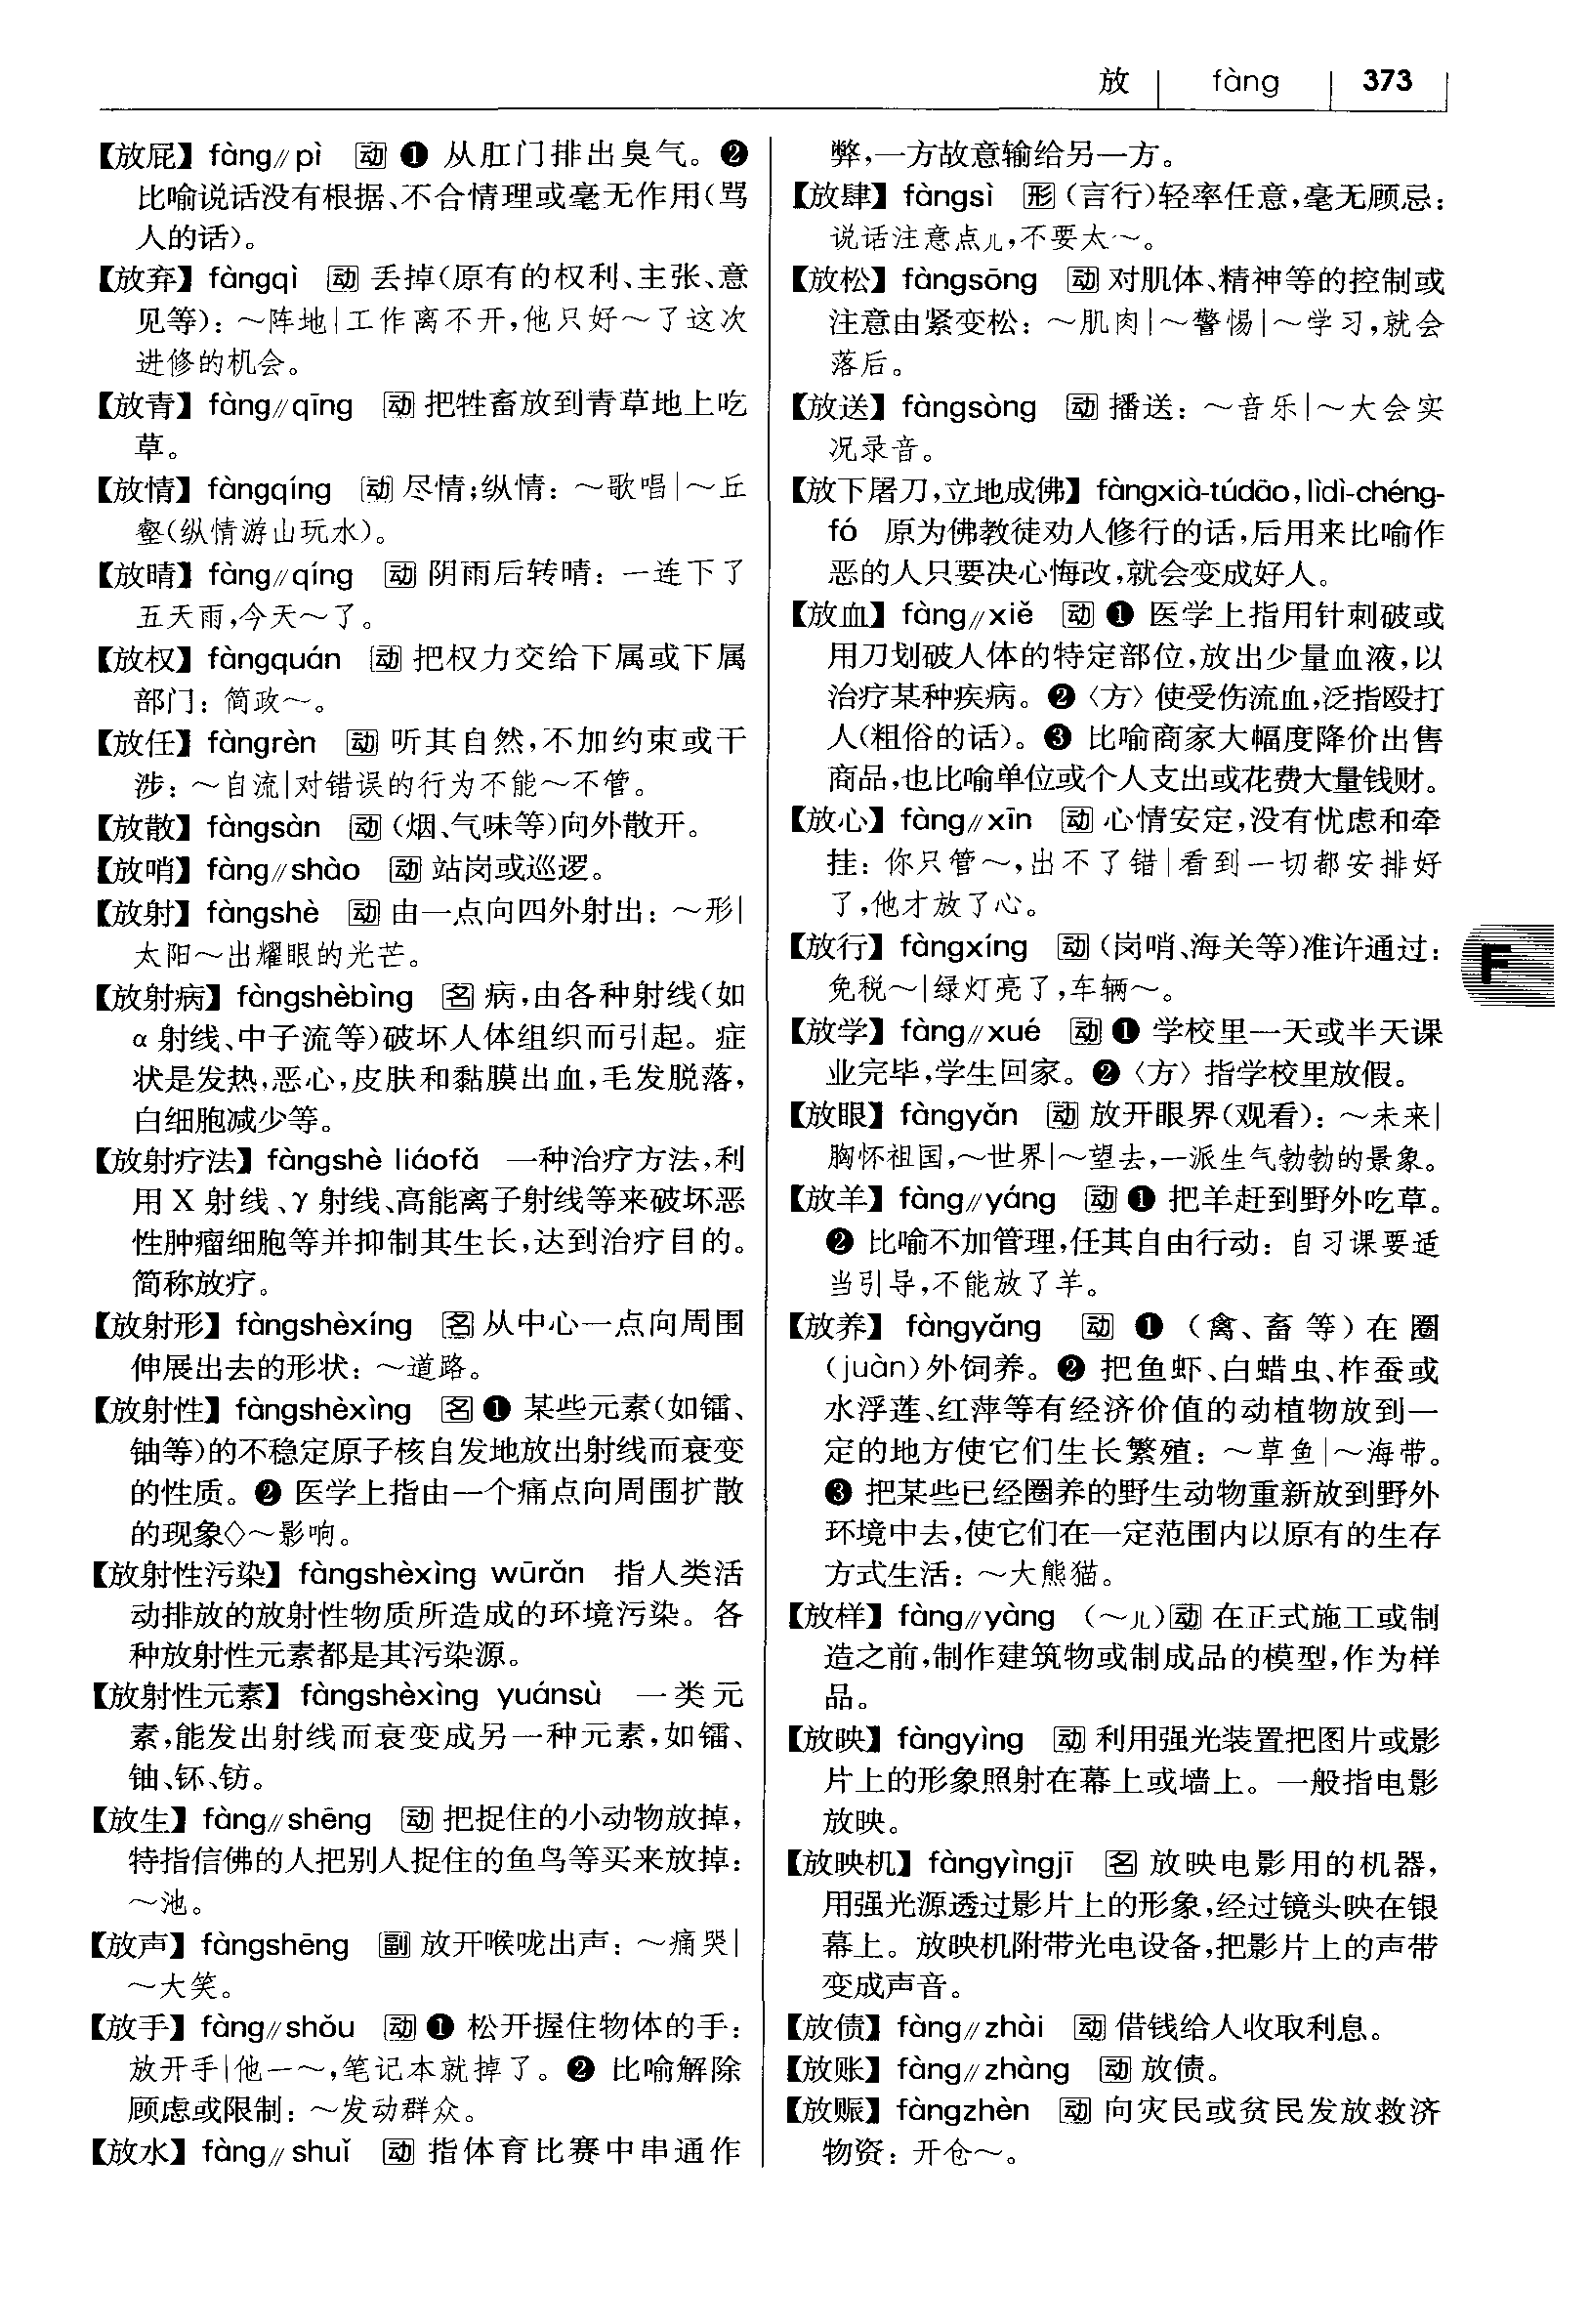 放 fàng 373
【放屁】fàng∥pì 动 ❶ 从肛门排出臭气。❷
比喻说话没有根据、不合情理或毫无作用(骂
人的话)。
【放弃】fàngqì 动 丢掉(原有的权利、主张、意
见等)：～阵地|工作离不开,他只好～了这次
进修的机会。
【放青】fàng∥qīng 动 把牲畜放到青草地上吃
草。
【放情】fàngqíng 动 尽情;纵情：～歌唱|～丘
壑(纵情游山玩水)。
【放晴】fàng∥qíng 动 阴雨后转晴：一连下了
五天雨,今天～了。
【放权】fàngquán 动 把权力交给下属或下属
部门：简政～。
【放任】fàngrèn 动 听其自然,不加约束或干
涉：～自流|对错误的行为不能～不管。
【放散】fàngsàn 动 (烟、气味等)向外散开。
【放哨】fàng∥shào 动 站岗或巡逻。
【放射】fàngshè 动 由一点向四外射出：～形|
太阳～出耀眼的光芒。
【放射病】fàngshèbìng 名 病,由各种射线(如
α射线、中子流等)破坏人体组织而引起。症
状是发热,恶心,皮肤和黏膜出血,毛发脱落,
白细胞减少等。
【放射疗法】fàngshè liáofǎ 一种治疗方法,利
用X射线、γ射线、高能离子射线等来破坏恶
性肿瘤细胞等并抑制其生长,达到治疗目的。
简称放疗。
【放射形】fàngshèxíng 名 从中心一点向周围
伸展出去的形状：～道路。
【放射性】fàngshèxìng 名 ❶ 某些元素(如镭、
铀等)的不稳定原子核自发地放出射线而衰变
的性质。❷ 医学上指由一个痛点向周围扩散
的现象◇～影响。
【放射性污染】fàngshèxìng wūrǎn 指人类活
动排放的放射性物质所造成的环境污染。各
种放射性元素都是其污染源。
【放射性元素】fàngshèxìng yuánsù 一类元
素,能发出射线而衰变成另一种元素,如镭、
铀、钚、钫。
【放生】fàng∥shēng 动 把捉住的小动物放掉,
特指信佛的人把别人捉住的鱼鸟等买来放掉：
～池。
【放声】fàngshēng 副 放开喉咙出声：～痛哭|
～大笑。
【放手】fàng∥shǒu 动 ❶ 松开握住物体的手：
放开手|他一～,笔记本就掉了。❷ 比喻解除
顾虑或限制：～发动群众。
【放水】fàng∥shuǐ 动 指体育比赛中串通作
弊,一方故意输给另一方。
【放肆】fàngsì 形 (言行)轻率任意,毫无顾忌：
说话注意点儿,不要太～。
【放松】fàngsōng 动 对肌体、精神等的控制或
注意由紧变松：～肌肉|～警惕|～学习,就会
落后。
【放送】fàngsòng 动 播送：～音乐|～大会实
况录音。
【放下屠刀,立地成佛】fàngxià-túdāo, lìdì-chéng-
fó 原为佛教徒劝人修行的话,后用来比喻作
恶的人只要决心悔改,就会变成好人。
【放血】fàng∥xiě 动 ❶ 医学上指用针刺破或
用刀划破人体的特定部位,放出少量血液,以
治疗某种疾病。❷〈方〉使受伤流血,泛指殴打
人(粗俗的话)。❸ 比喻商家大幅度降价出售
商品,也比喻单位或个人支出或花费大量钱财。
【放心】fàng∥xīn 动 心情安定,没有忧虑和牵
挂：你只管～,出不了错|看到一切都安排好
了,他才放了心。
【放行】fàngxíng 动 (岗哨、海关等)准许通过：
免税～|绿灯亮了,车辆～。
F
【放学】fàng∥xué 动 ❶ 学校里一天或半天课
业完毕,学生回家。❷〈方〉指学校里放假。
【放眼】fàngyǎn 动 放开眼界(观看)：～未来|
胸怀祖国,～世界|～望去,一派生气勃勃的景象。
【放羊】fàng∥yáng 动 ❶ 把羊赶到野外吃草。
❷ 比喻不加管理,任其自由行动：自习课要适
当引导,不能放了羊。
【放养】fàngyǎng 动 ❶ (禽、畜等)在圈
(juàn)外饲养。❷ 把鱼虾、白蜡虫、柞蚕或
水浮莲、红萍等有经济价值的动植物放到一
定的地方使它们生长繁殖：～草鱼|～海带。
❸ 把某些已经圈养的野生动物重新放到野外
环境中去,使它们在一定范围内以原有的生存
方式生活：～大熊猫。
【放样】fàng∥yàng (～儿)动 在正式施工或制
造之前,制作建筑物或制成品的模型,作为样
品。
【放映】fàngyìng 动 利用强光装置把图片或影
片上的形象照射在幕上或墙上。一般指电影
放映。
【放映机】fàngyìngjī 名 放映电影用的机器,
用强光源透过影片上的形象,经过镜头映在银
幕上。放映机附带光电设备,把影片上的声带
变成声音。
【放债】fàng∥zhài 动 借钱给人收取利息。
【放账】fàng∥zhàng 动 放债。
【放赈】fàngzhèn 动 向灾民或贫民发放救济
物资：开仓～。